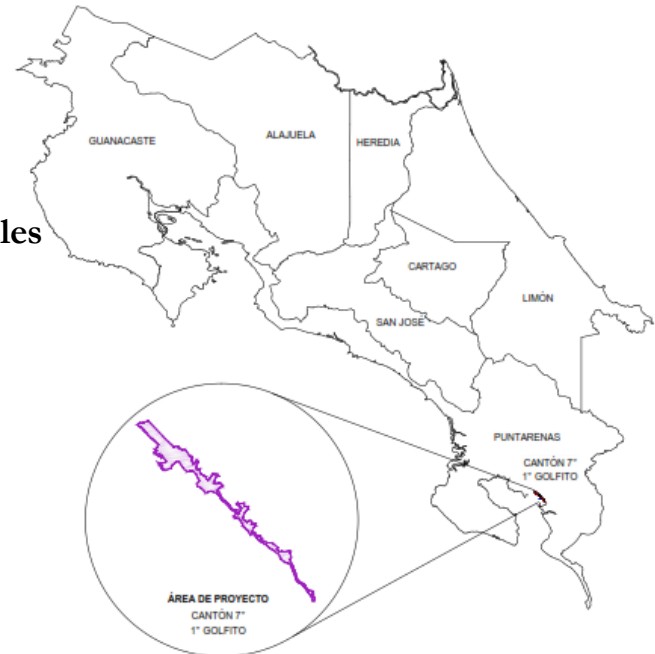 GUANACASTE
ALAJUELA
HEREDIA
les
CARTAGO
LIMÓN
SAN JOSÉ
PUNTARENAS
CANTÓN 7°
1° GOLFITO
ÁREA DE PROYECTO
CANTÓN 7°
1° GOLFITO